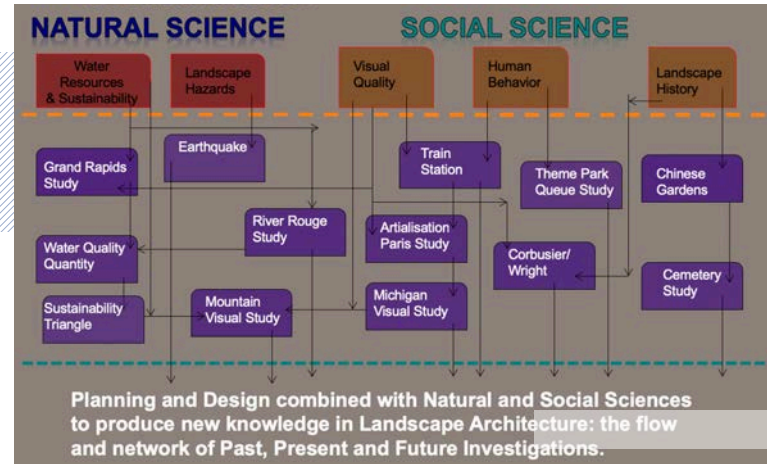 NATURAL SCIENCE
SOCIAL SCIENCE
Water
Resources
& Sustainability
Landscape
Hazards
Visual
Quality
Human
Behavior
Landscape
History
Grand Rapids
Study
Earthquake
Train
Station
Theme Park
Queue Study
Chinese
Gardens
River Rouge
Study
Artialisation
Paris Study
Water Quality
Quantity
Corbusier/
Wright
Cemetery
Study
Sustainability
Triangle
Mountain
Visual Study
Michigan
Visual Study
Planning and Design combined with Natural and Social Sciences
to produce new knowledge in Landscape Architecture: the flow
and network of Past, Present and Future Investigations.